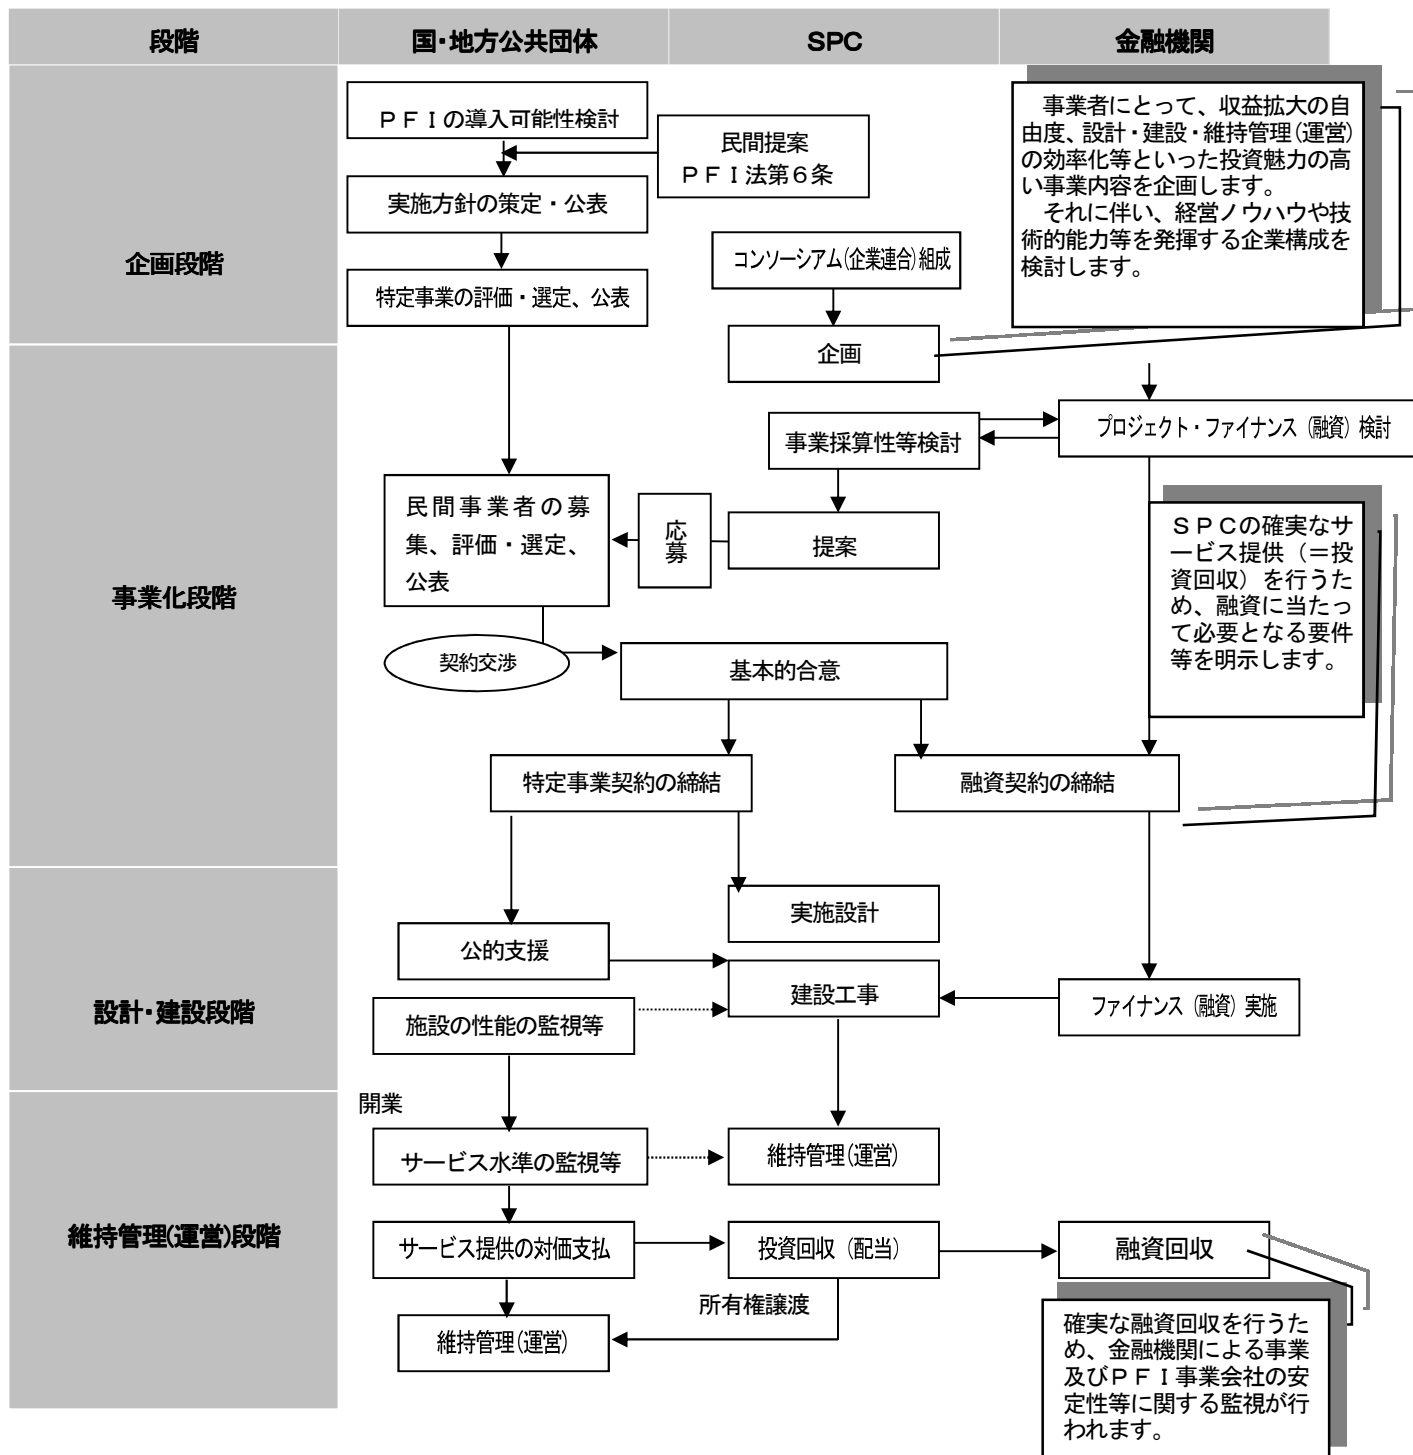 段階
国・地方公共団体
SPC
金融機関
企画段階
ＰＦＩの導入可能性検討
民間提案
ＰＦＩ法第６条
実施方針の策定・公表
特定事業の評価・選定、公表
コンソーシアム(企業連合)組成
企画
事業者にとって、収益拡大の自
由度、設計・建設・維持管理(運営)
の効率化等といった投資魅力の高
い事業内容を企画します。
それに伴い、経営ノウハウや技
術的能力等を発揮する企業構成を
検討します。
事業化段階
事業採算性等検討
プロジェクト・ファイナンス（融資）検討
民間事業者の募
集、評価・選定、
公表
応
募
提案
ＳＰＣの確実なサ
ービス提供（＝投
資回収）を行うた
め、融資に当たっ
て必要となる要件
等を明示します。
契約交渉
基本的合意
特定事業契約の締結
融資契約の締結
設計・建設段階
実施設計
公的支援
建設工事
施設の性能の監視等
ファイナンス（融資）実施
維持管理(運営)段階
開業
サービス水準の監視等
維持管理(運営)
サービス提供の対価支払
投資回収（配当）
融資回収
所有権譲渡
維持管理(運営)
確実な融資回収を行うた
め、金融機関による事業
及びＰＦＩ事業会社の安
定性等に関する監視が行
われます。